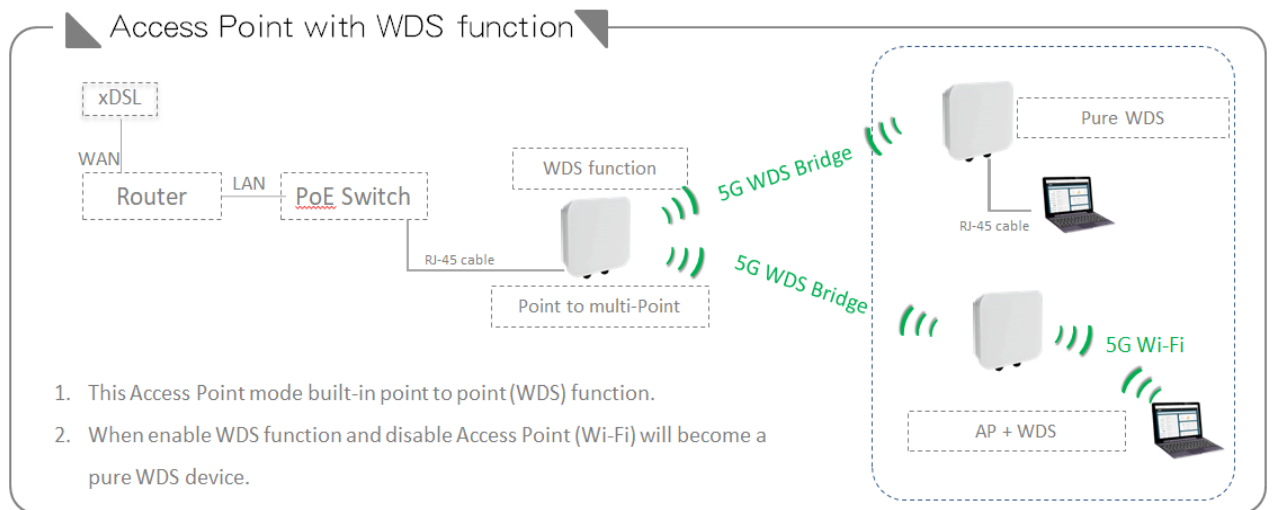 Access Point with WDS function
xDSL
WAN
Router
LAN
PoE Switch
RJ-45 cable
WDS function
Point to multi-Point
5G WDS Bridge
5G WDS Bridge
Pure WDS
RJ-45 cable
5G Wi-Fi
AP + WDS
1. This Access Point mode built-in point to point (WDS) function.
2. When enable WDS function and disable Access Point (Wi-Fi) will become a
pure WDS device.